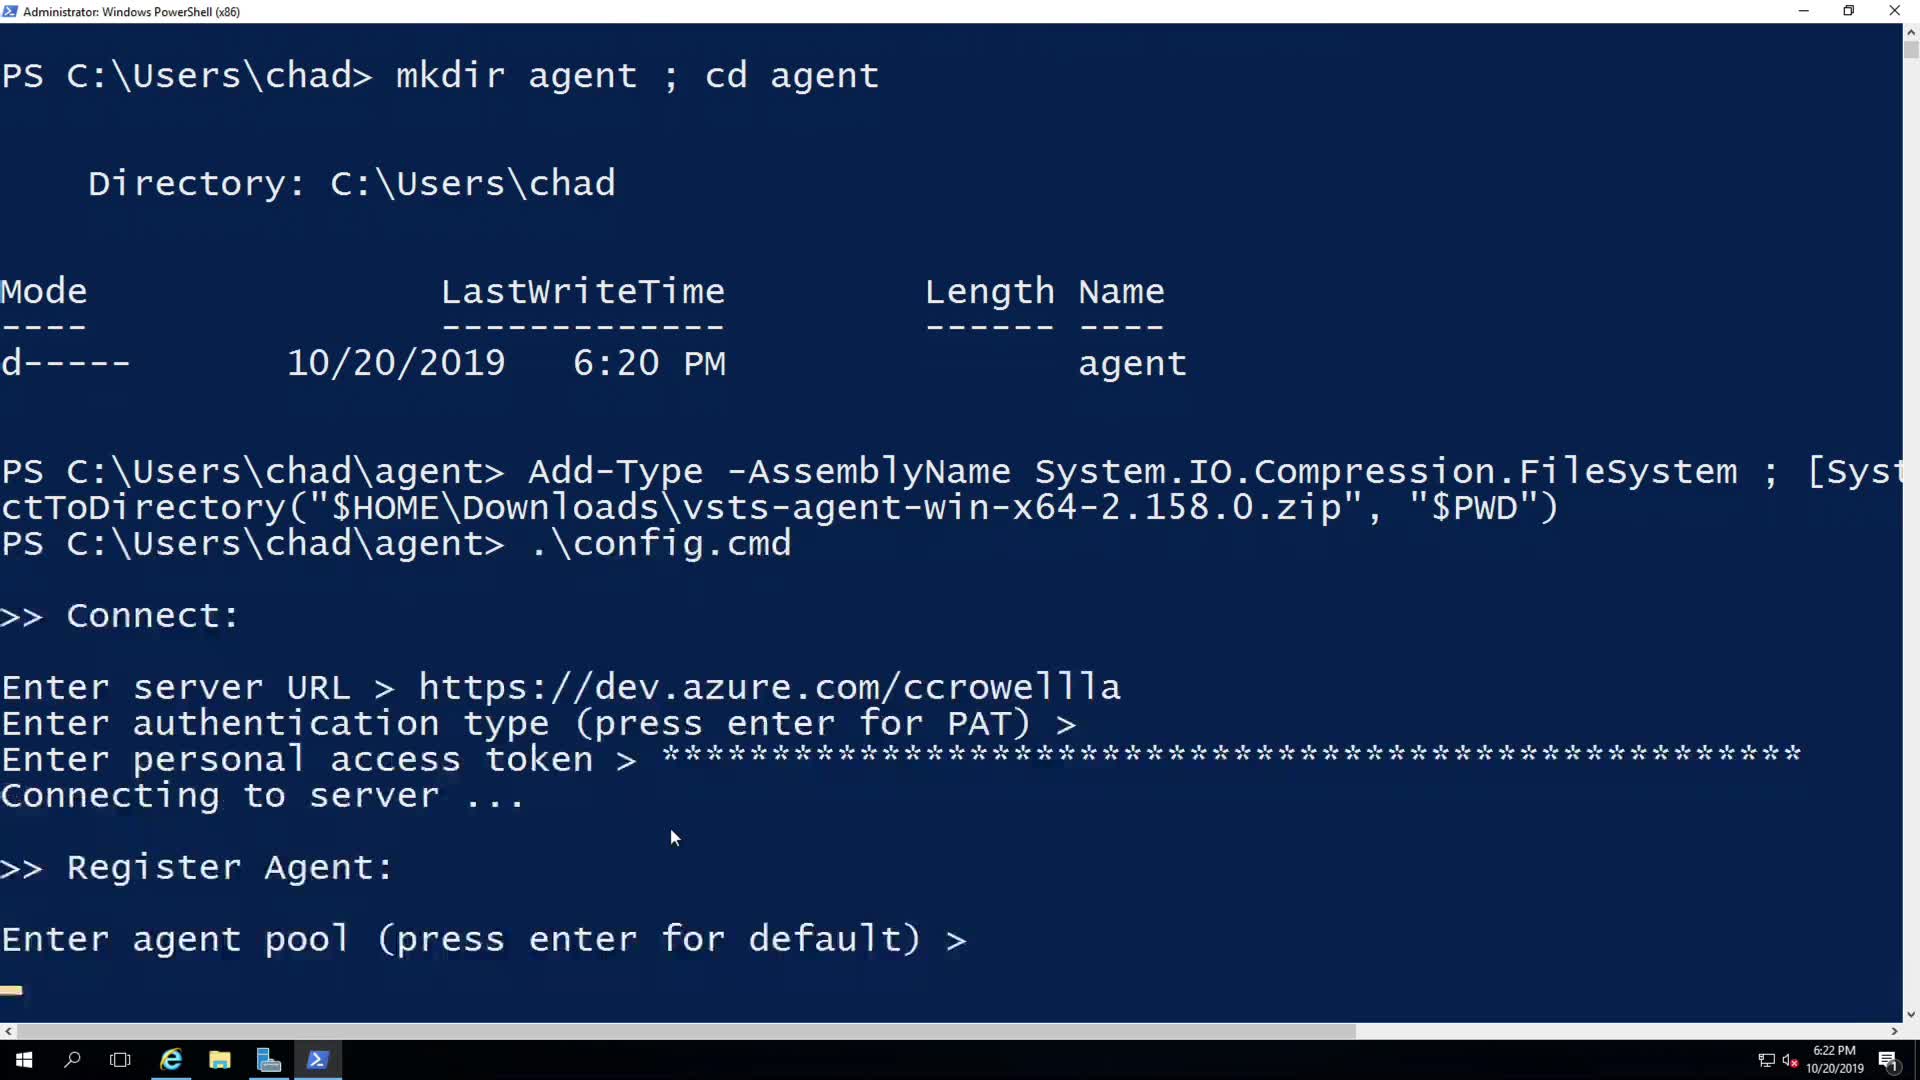 Administrator: Windows PowerShell (x86)
PS C:\Users\chad> mkdir agent ; cd agent
Directory: C:\Users\chad
Mode LastWriteTime Length Name
---- ------------- ------ ----
d----- 10/20/2019 6:20 PM agent
PS C:\Users\chad\agent> Add-Type -AssemblyName System.IO.Compression.FileSystem ; [Syst
ctToDirectory("$HOME\Downloads\vsts-agent-win-x64-2.158.0.zip", "$PWD")
PS C:\Users\chad\agent> .\config.cmd
>> Connect:
Enter server URL > https://dev.azure.com/ccrowellla
Enter authentication type (press enter for PAT) >
Enter personal access token > ****************************************************
Connecting to server ...
>> Register Agent:
Enter agent pool (press enter for default) >
6:22 PM
10/20/2019
1